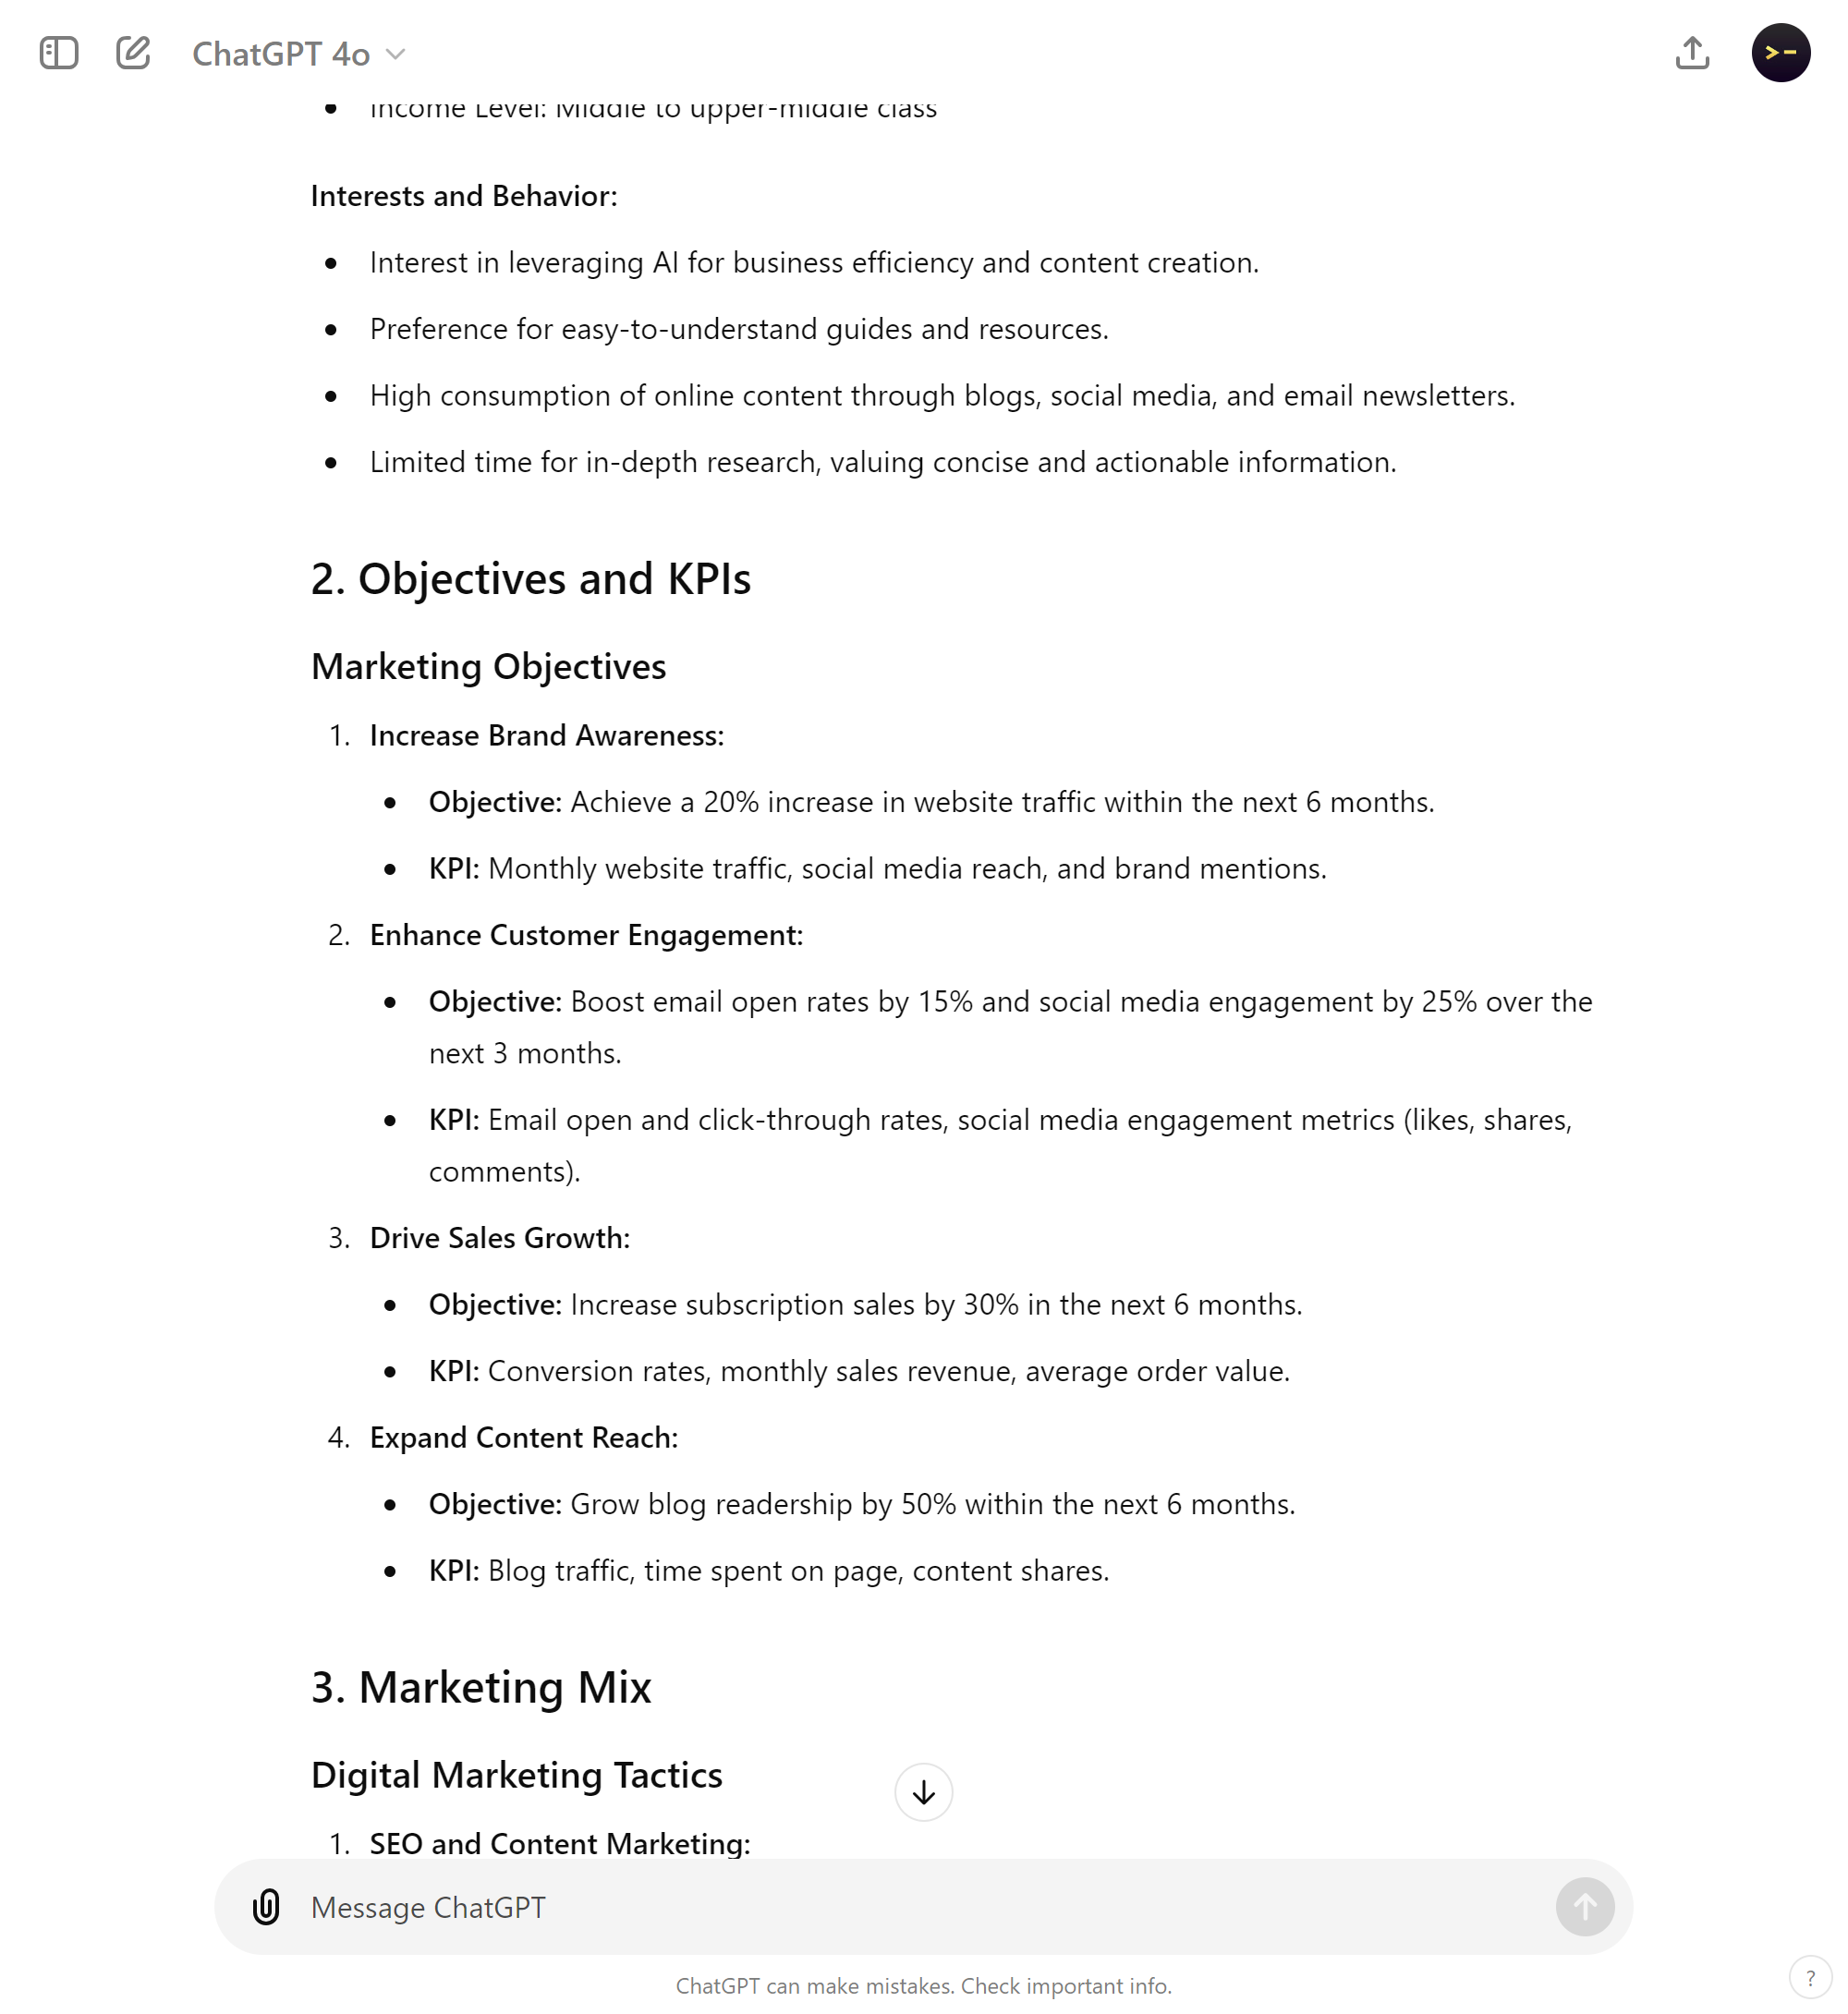 ChatGPT 4o
• Income Level: Middle to upper-middle class
Interests and Behavior:
• Interest in leveraging AI for business efficiency and content creation.
• Preference for easy-to-understand guides and resources.
• High consumption of online content through blogs, social media, and email newsletters.
• Limited time for in-depth research, valuing concise and actionable information.
2. Objectives and KPIs
Marketing Objectives
1. Increase Brand Awareness:
• Objective: Achieve a 20% increase in website traffic within the next 6 months.
• KPI: Monthly website traffic, social media reach, and brand mentions.
2. Enhance Customer Engagement:
• Objective: Boost email open rates by 15% and social media engagement by 25% over the
next 3 months.
• KPI: Email open and click-through rates, social media engagement metrics (likes, shares,
comments).
3. Drive Sales Growth:
• Objective: Increase subscription sales by 30% in the next 6 months.
• KPI: Conversion rates, monthly sales revenue, average order value.
4. Expand Content Reach:
• Objective: Grow blog readership by 50% within the next 6 months.
• KPI: Blog traffic, time spent on page, content shares.
3. Marketing Mix
Digital Marketing Tactics
1. SEO and Content Marketing:
Message ChatGPT
ChatGPT can make mistakes. Check important info.
?